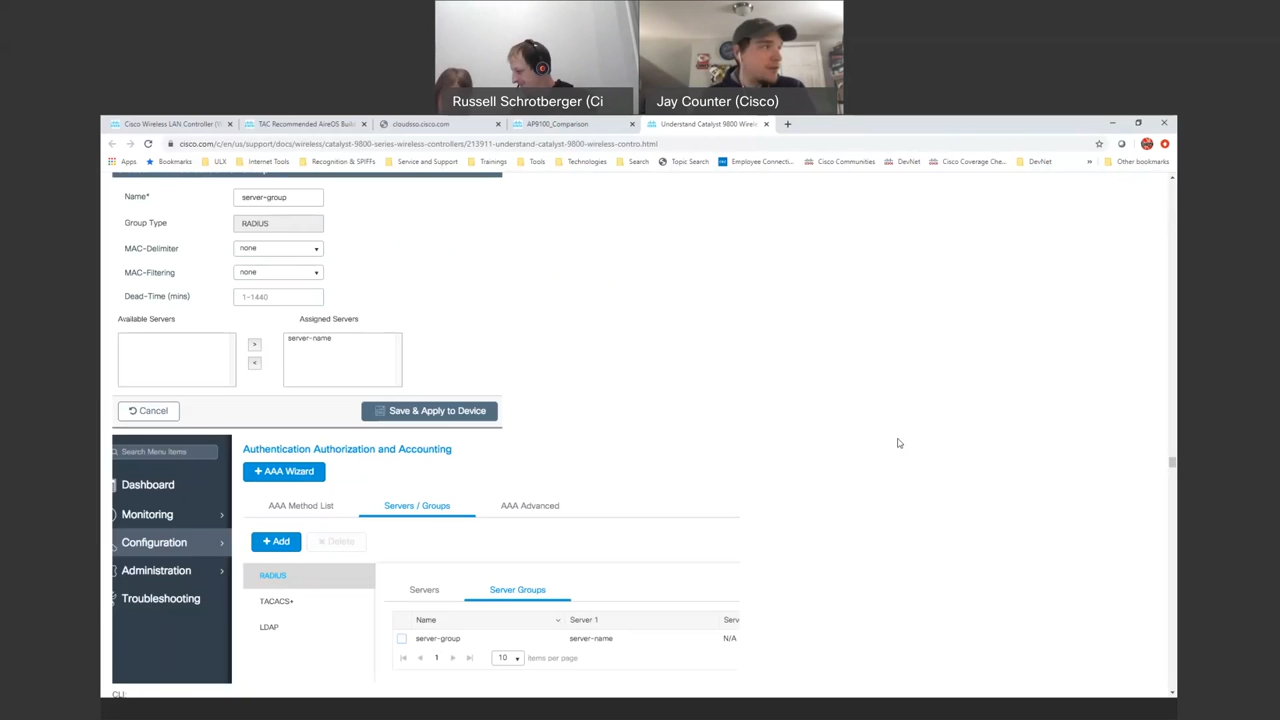 Russell Schrotberger (Ci
Jay Counter (Cisco)
Cisco Wireless LAN Controller (W
TAC Recommended AireOS Build
cloudsso.cisco.com
AP9100_Comparison
Understand Catalyst 9800 Wirele
cisco.com/c/en/us/support/docs/wireless/catalyst-9800-series-wireless-controllers/213911-understand-catalyst-9800-wireless-contro.html
Apps Bookmarks ULX Internet Tools Recognition & SPIFFs Service and Support Trainings Tools Technologies Search Topic Search Employee Connecti... Cisco Communities DevNet Cisco Coverage Che... DevNet » Other bookmarks
Name* server-group
Group Type RADIUS
MAC-Delimiter none
MAC-Filtering none
Dead-Time (mins) 1-1440
Available Servers Assigned Servers
server-name
>
<
Cancel Save & Apply to Device
Search Menu Items
Dashboard
Monitoring >
Configuration >
Administration >
Troubleshooting
Authentication Authorization and Accounting
+ AAA Wizard
AAA Method List Servers / Groups AAA Advanced
+ Add × Delete
RADIUS
TACACS+
LDAP
Servers Server Groups
Name Server 1 Serv
server-group server-name N/A
1 10 items per page
CLI: